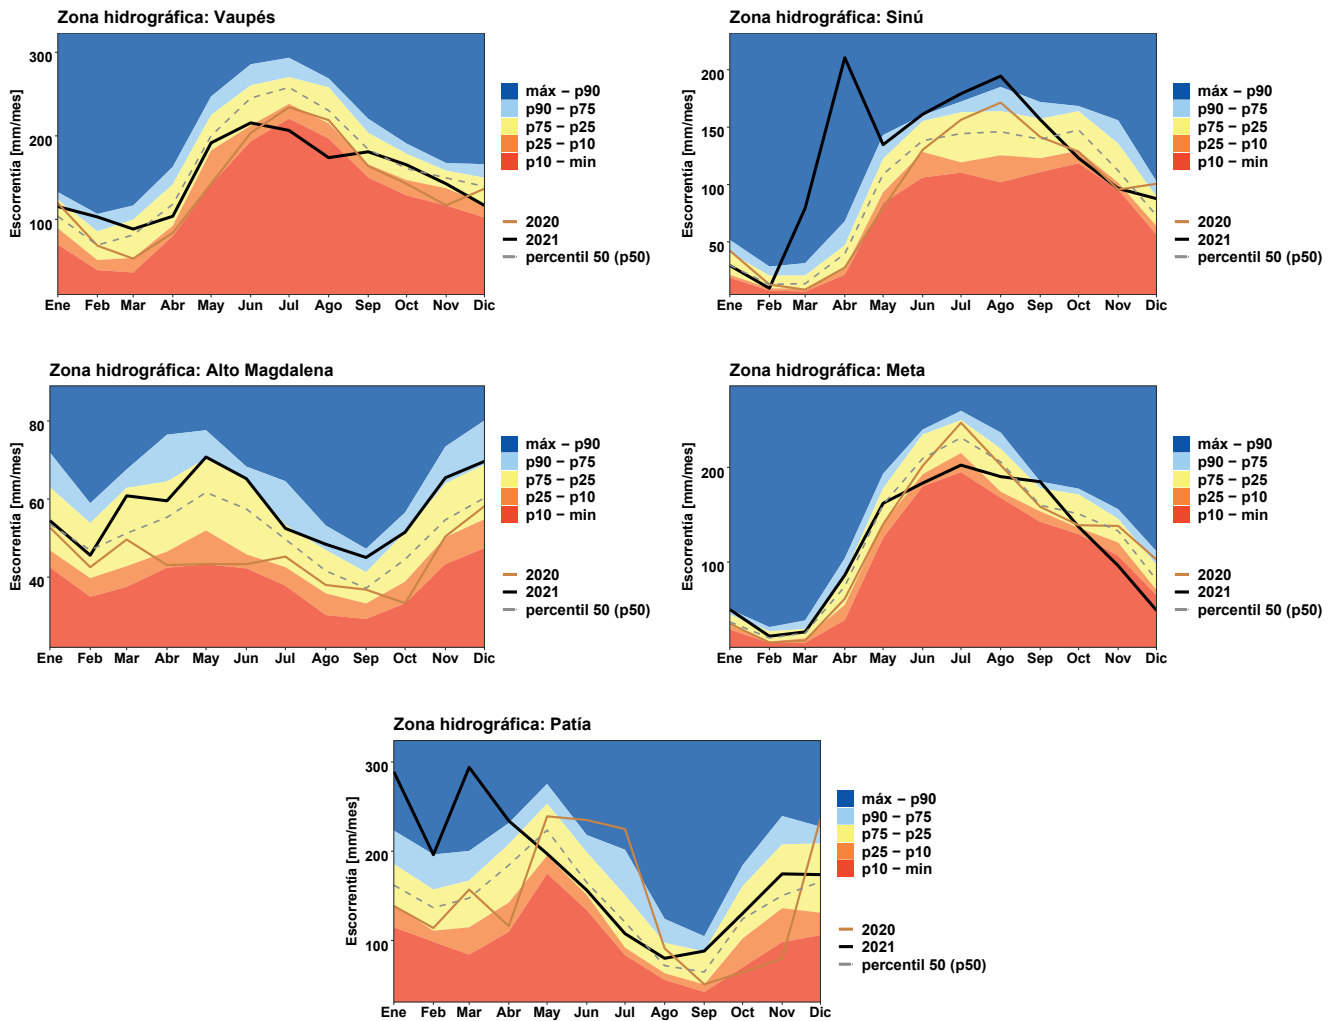 Zona hidrográfica: Vaupés
Escorrentía [mm/mes]
300
200
100
Ene Feb Mar Abr May Jun Jul Ago Sep Oct Nov Dic
máx – p90
p90 – p75
p75 – p25
p25 – p10
p10 – min
2020
2021
percentil 50 (p50)
Zona hidrográfica: Sinú
Escorrentía [mm/mes]
200
150
100
50
Ene Feb Mar Abr May Jun Jul Ago Sep Oct Nov Dic
máx – p90
p90 – p75
p75 – p25
p25 – p10
p10 – min
2020
2021
percentil 50 (p50)
Zona hidrográfica: Alto Magdalena
Escorrentía [mm/mes]
80
60
40
Ene Feb Mar Abr May Jun Jul Ago Sep Oct Nov Dic
máx – p90
p90 – p75
p75 – p25
p25 – p10
p10 – min
2020
2021
percentil 50 (p50)
Zona hidrográfica: Meta
Escorrentía [mm/mes]
200
100
Ene Feb Mar Abr May Jun Jul Ago Sep Oct Nov Dic
máx – p90
p90 – p75
p75 – p25
p25 – p10
p10 – min
2020
2021
percentil 50 (p50)
Zona hidrográfica: Patía
Escorrentía [mm/mes]
300
200
100
Ene Feb Mar Abr May Jun Jul Ago Sep Oct Nov Dic
máx – p90
p90 – p75
p75 – p25
p25 – p10
p10 – min
2020
2021
percentil 50 (p50)